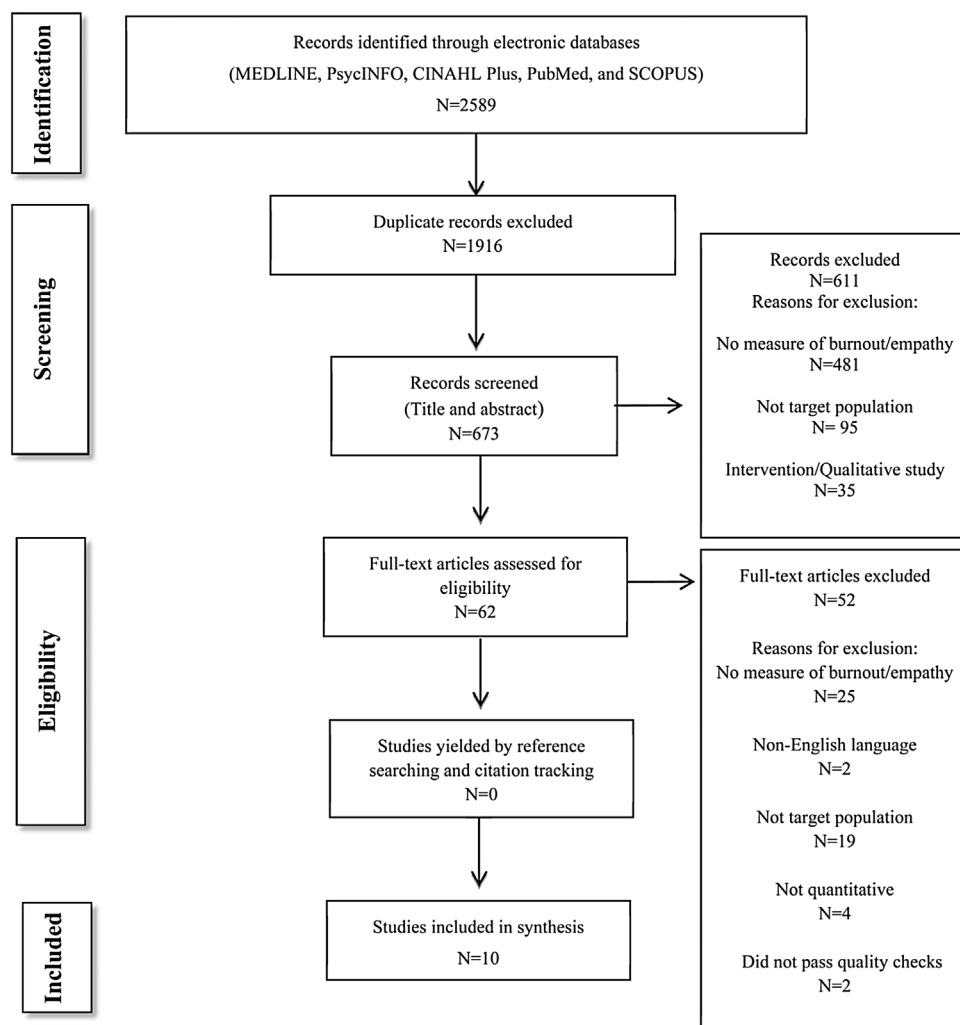 Identification
Records identified through electronic databases
(MEDLINE, PsycINFO, CINAHL Plus, PubMed, and SCOPUS)
N=2589
Screening
Duplicate records excluded
N=1916
Records screened
(Title and abstract)
N=673
Records excluded
N=611
Reasons for exclusion:
No measure of burnout/empathy
N=481
Not target population
N= 95
Intervention/Qualitative study
N=35
Eligibility
Full-text articles assessed for
eligibility
N=62
Studies yielded by reference
searching and citation tracking
N=0
Full-text articles excluded
N=52
Reasons for exclusion:
No measure of burnout/empathy
N=25
Non-English language
N=2
Not target population
N=19
Not quantitative
N=4
Did not pass quality checks
N=2
Included
Studies included in synthesis
N=10